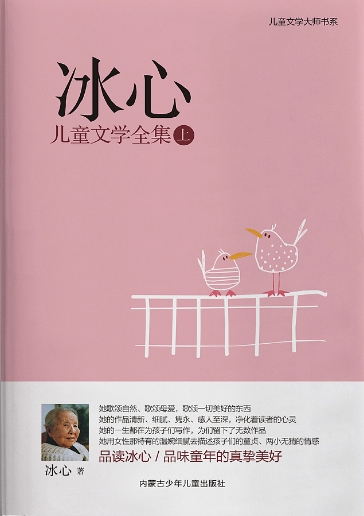 儿童文学大师书系
冰心
儿童文学全集上
她歌颂自然、歌颂母爱，歌颂一切美好的东西
她的作品清新、细腻、隽永、感人至深，净化着读者的心灵
她的一生都在为孩子们写作，为们留下了无数作品
她用女性那特有的温婉细腻去描述孩子们的童贞、两小无猜的情感
品读冰心 / 品味童年的真挚美好
冰心 著
内蒙古少年儿童出版社